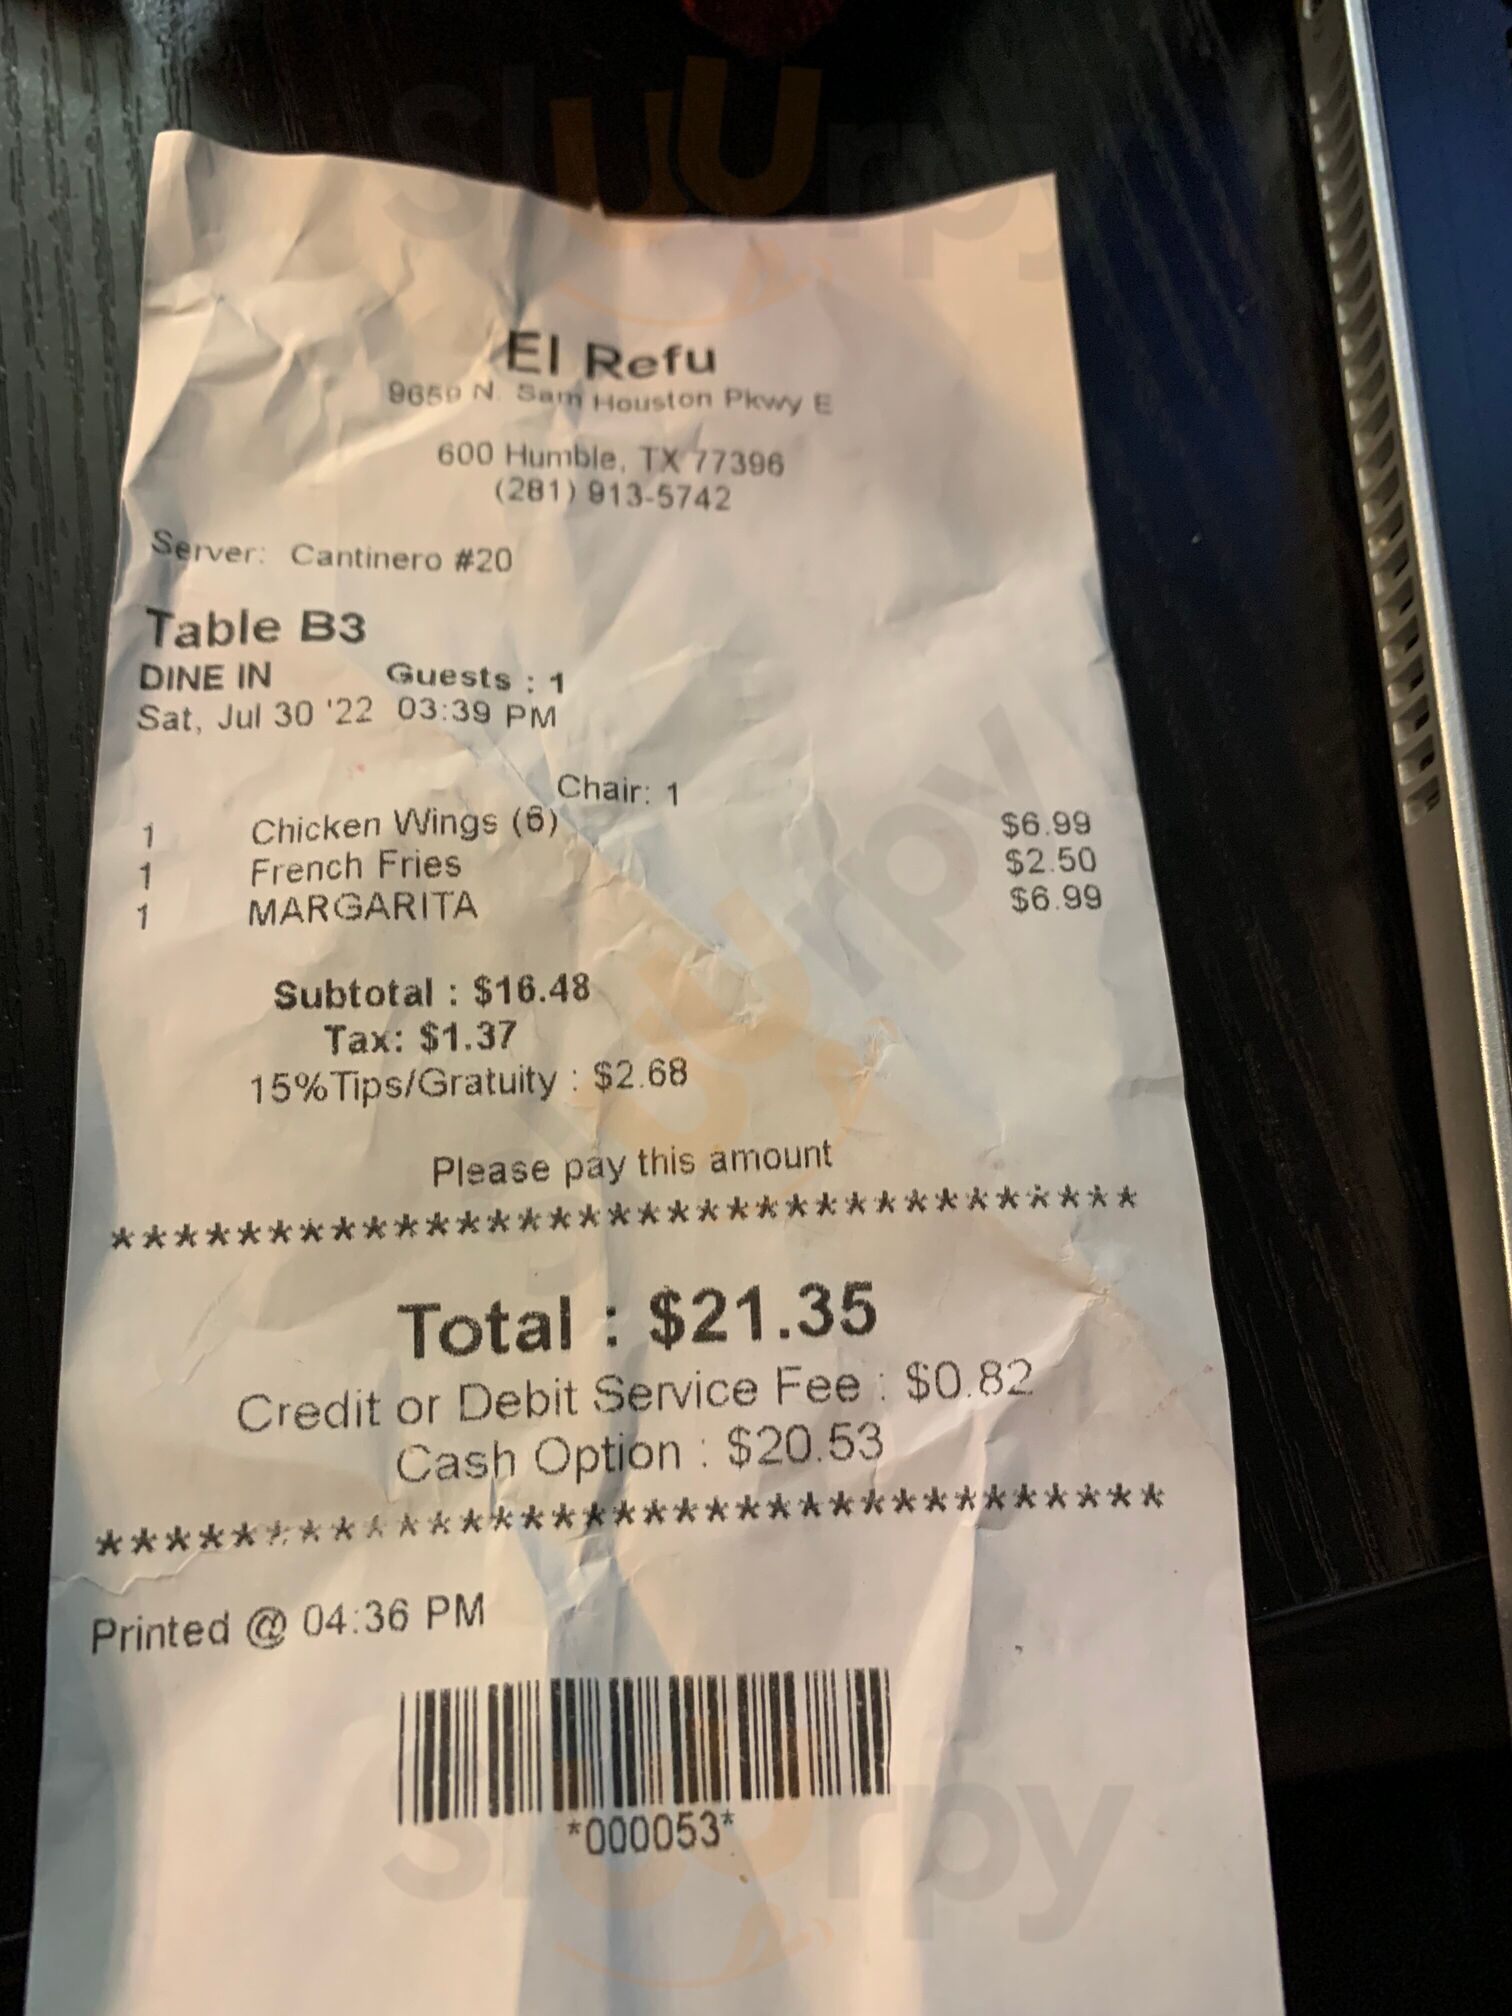 El Refu
9659 N. Sam Houston Pkwy E
600 Humble, TX 77396
(281) 913-5742
Server: Cantinero #20
Table B3
DINE IN Guests : 1
Sat, Jul 30 '22 03:39 PM
Chair: 1
1 Chicken Wings (6) $6.99
1 French Fries $2.50
1 MARGARITA $6.99
Subtotal : $16.48
Tax: $1.37
15%Tips/Gratuity : $2.68
Please pay this amount
**********************************
Total : $21.35
Credit or Debit Service Fee : $0.82
Cash Option : $20.53
**********************************
Printed @ 04:36 PM
*000053*
sluurpy
sluurpy
sluurpy